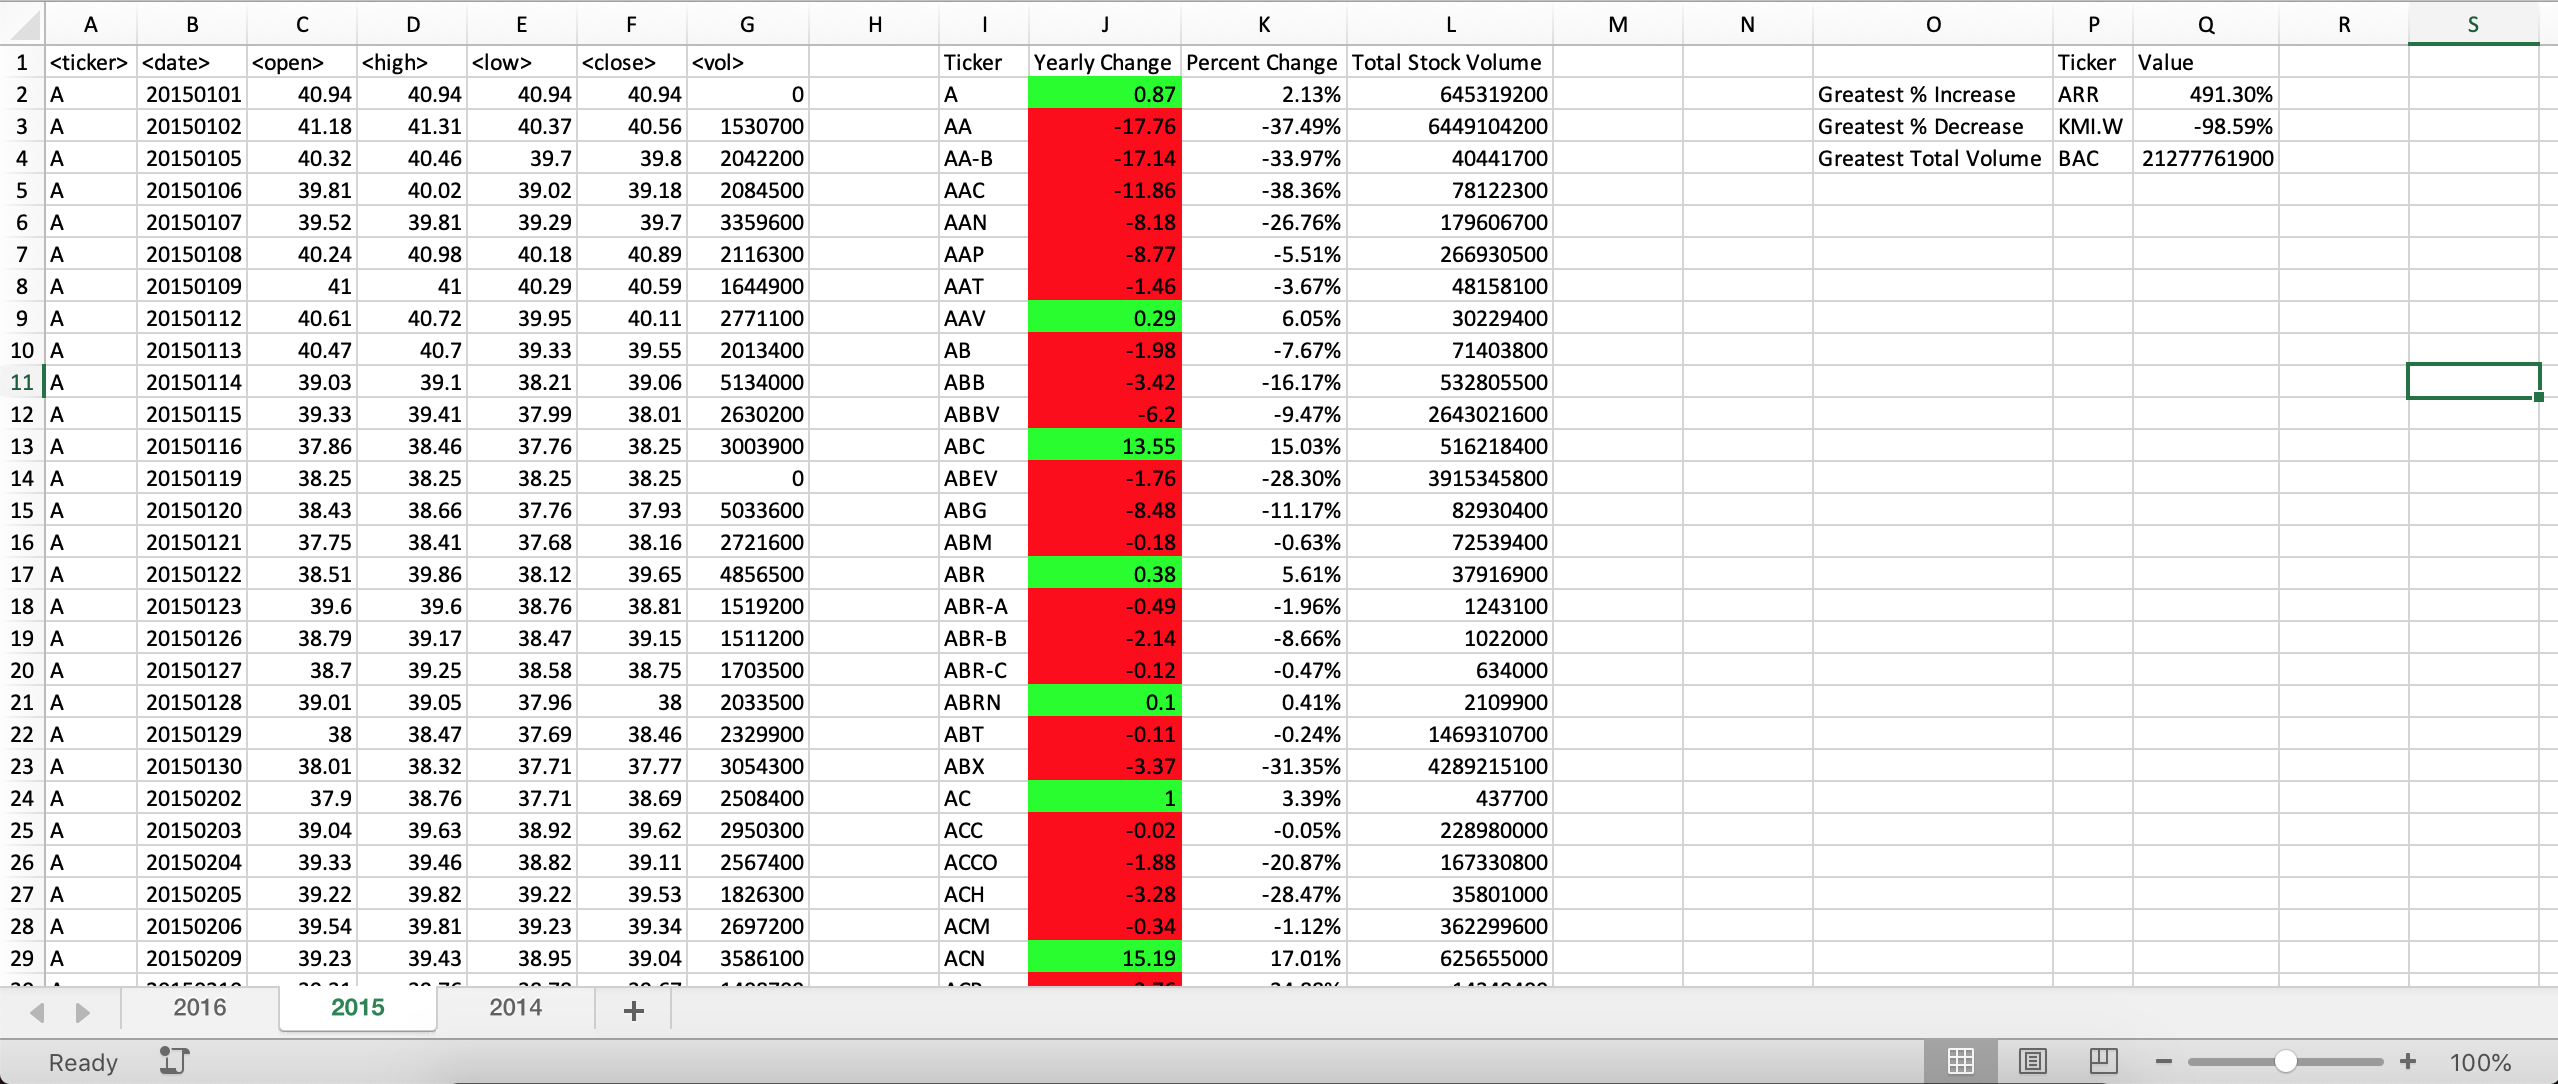 A B C D E F G H I J K L M N O P Q R S
1 <ticker> <date> <open> <high> <low> <close> <vol> Ticker Yearly Change Percent Change Total Stock Volume Ticker Value
2 A 20150101 40.94 40.94 40.94 40.94 0 A 0.87 2.13% 645319200 Greatest % Increase ARR 491.30%
3 A 20150102 41.18 41.31 40.37 40.56 1530700 AA -17.76 -37.49% 6449104200 Greatest % Decrease KMI.W -98.59%
4 A 20150105 40.32 40.46 39.7 39.8 2042200 AA-B -17.14 -33.97% 40441700 Greatest Total Volume BAC 21277761900
5 A 20150106 39.81 40.02 39.02 39.18 2084500 AAC -11.86 -38.36% 78122300
6 A 20150107 39.52 39.81 39.29 39.7 3359600 AAN -8.18 -26.76% 179606700
7 A 20150108 40.24 40.98 40.18 40.89 2116300 AAP -8.77 -5.51% 266930500
8 A 20150109 41 41 40.29 40.59 1644900 AAT -1.46 -3.67% 48158100
9 A 20150112 40.61 40.72 39.95 40.11 2771100 AAV 0.29 6.05% 30229400
10 A 20150113 40.47 40.7 39.33 39.55 2013400 AB -1.98 -7.67% 71403800
11 A 20150114 39.03 39.1 38.21 39.06 5134000 ABB -3.42 -16.17% 532805500
12 A 20150115 39.33 39.41 37.99 38.01 2630200 ABBV -6.2 -9.47% 2643021600
13 A 20150116 37.86 38.46 37.76 38.25 3003900 ABC 13.55 15.03% 516218400
14 A 20150119 38.25 38.25 38.25 38.25 0 ABEV -1.76 -28.30% 3915345800
15 A 20150120 38.43 38.66 37.76 37.93 5033600 ABG -8.48 -11.17% 82930400
16 A 20150121 37.75 38.41 37.68 38.16 2721600 ABM -0.18 -0.63% 72539400
17 A 20150122 38.51 39.86 38.12 39.65 4856500 ABR 0.38 5.61% 37916900
18 A 20150123 39.6 39.6 38.76 38.81 1519200 ABR-A -0.49 -1.96% 1243100
19 A 20150126 38.79 39.17 38.47 39.15 1511200 ABR-B -2.14 -8.66% 1022000
20 A 20150127 38.7 39.25 38.58 38.75 1703500 ABR-C -0.12 -0.47% 634000
21 A 20150128 39.01 39.05 37.96 38 2033500 ABRN 0.1 0.41% 2109900
22 A 20150129 38 38.47 37.69 38.46 2329900 ABT -0.11 -0.24% 1469310700
23 A 20150130 38.01 38.32 37.71 37.77 3054300 ABX -3.37 -31.35% 4289215100
24 A 20150202 37.9 38.76 37.71 38.69 2508400 AC 1 3.39% 437700
25 A 20150203 39.04 39.63 38.92 39.62 2950300 ACC -0.02 -0.05% 228980000
26 A 20150204 39.33 39.46 38.82 39.11 2567400 ACCO -1.88 -20.87% 167330800
27 A 20150205 39.22 39.82 39.22 39.53 1826300 ACH -3.28 -28.47% 35801000
28 A 20150206 39.54 39.81 39.23 39.34 2697200 ACM -0.34 -1.12% 362299600
29 A 20150209 39.23 39.43 38.95 39.04 3586100 ACN 15.19 17.01% 625655000
2016 2015 2014 +
Ready 100%